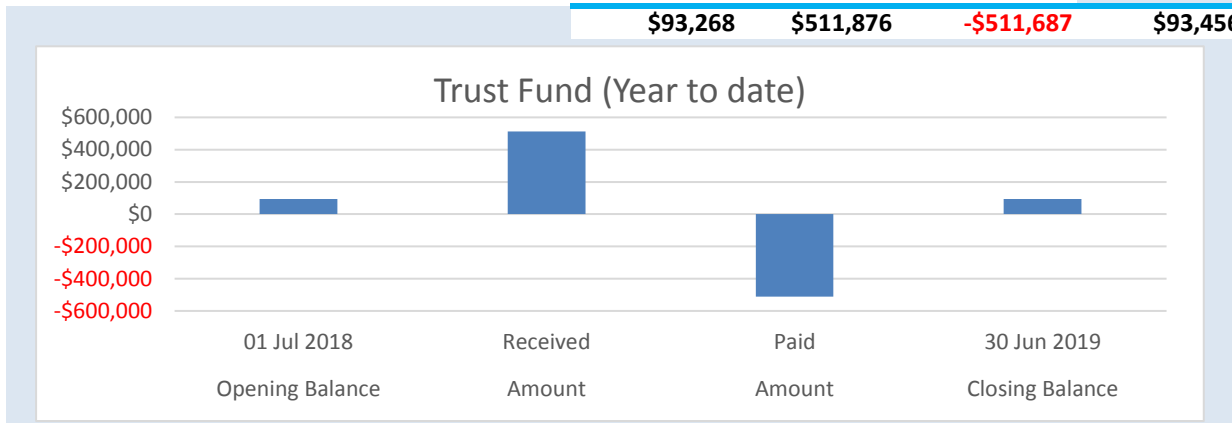 $93,268 $511,876 -$511,687 $93,456
Trust Fund (Year to date)
$600,000
$400,000
$200,000
$0
-$200,000
-$400,000
-$600,000
01 Jul 2018 Received Paid 30 Jun 2019
Opening Balance Amount Amount Closing Balance